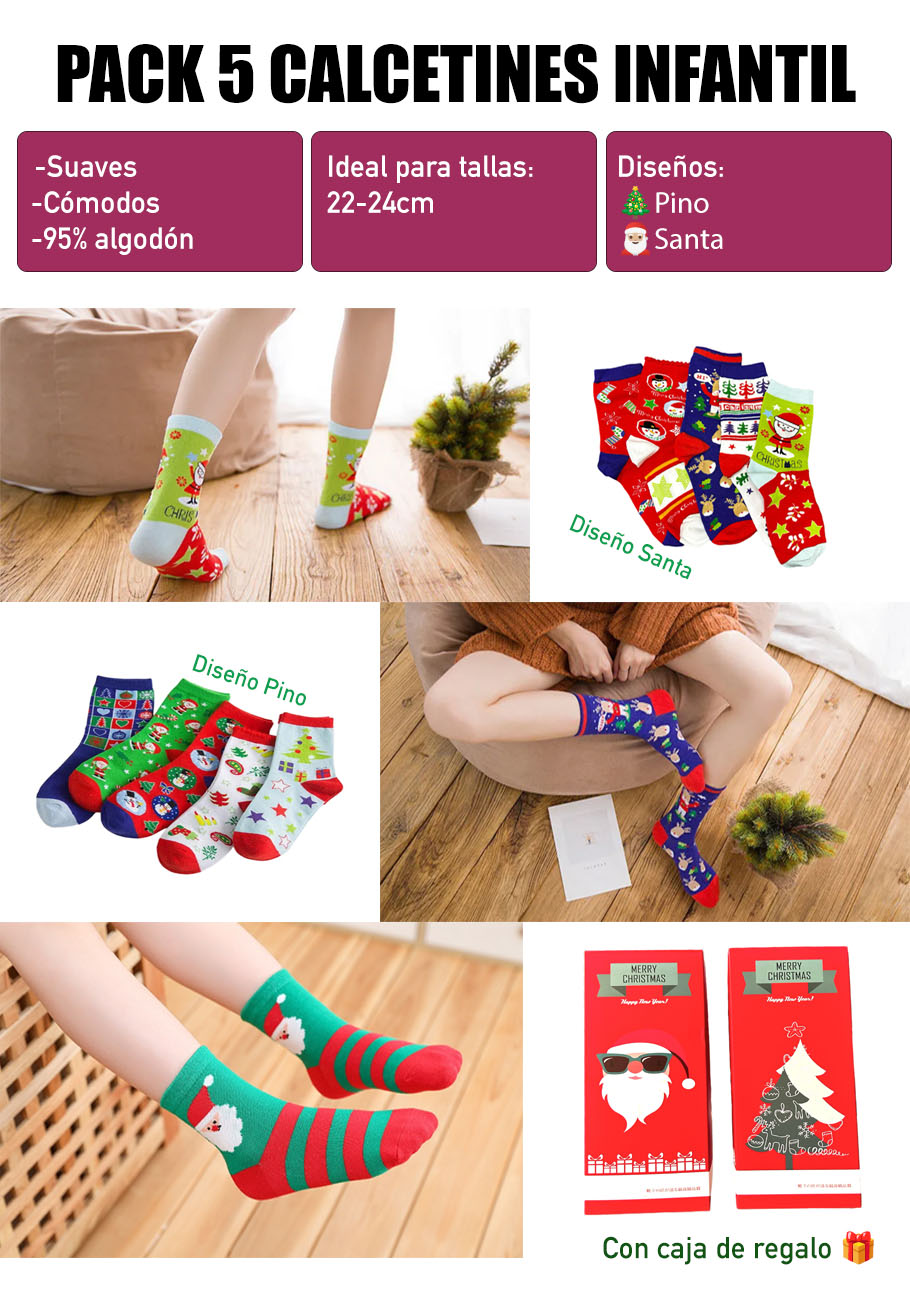 PACK 5 CALCETINES INFANTIL
-Suaves
-Cómodos
-95% algodón
Ideal para tallas:
22-24cm
Diseños:
🎄Pino
🎅🏼Santa
CHRIS
CHRIS
CHRISTMAS
Diseño Santa
Diseño Pino
MERRY
CHRISTMAS
Happy New Year!
MERRY
CHRISTMAS
Happy New Year!
Con caja de regalo 🎁